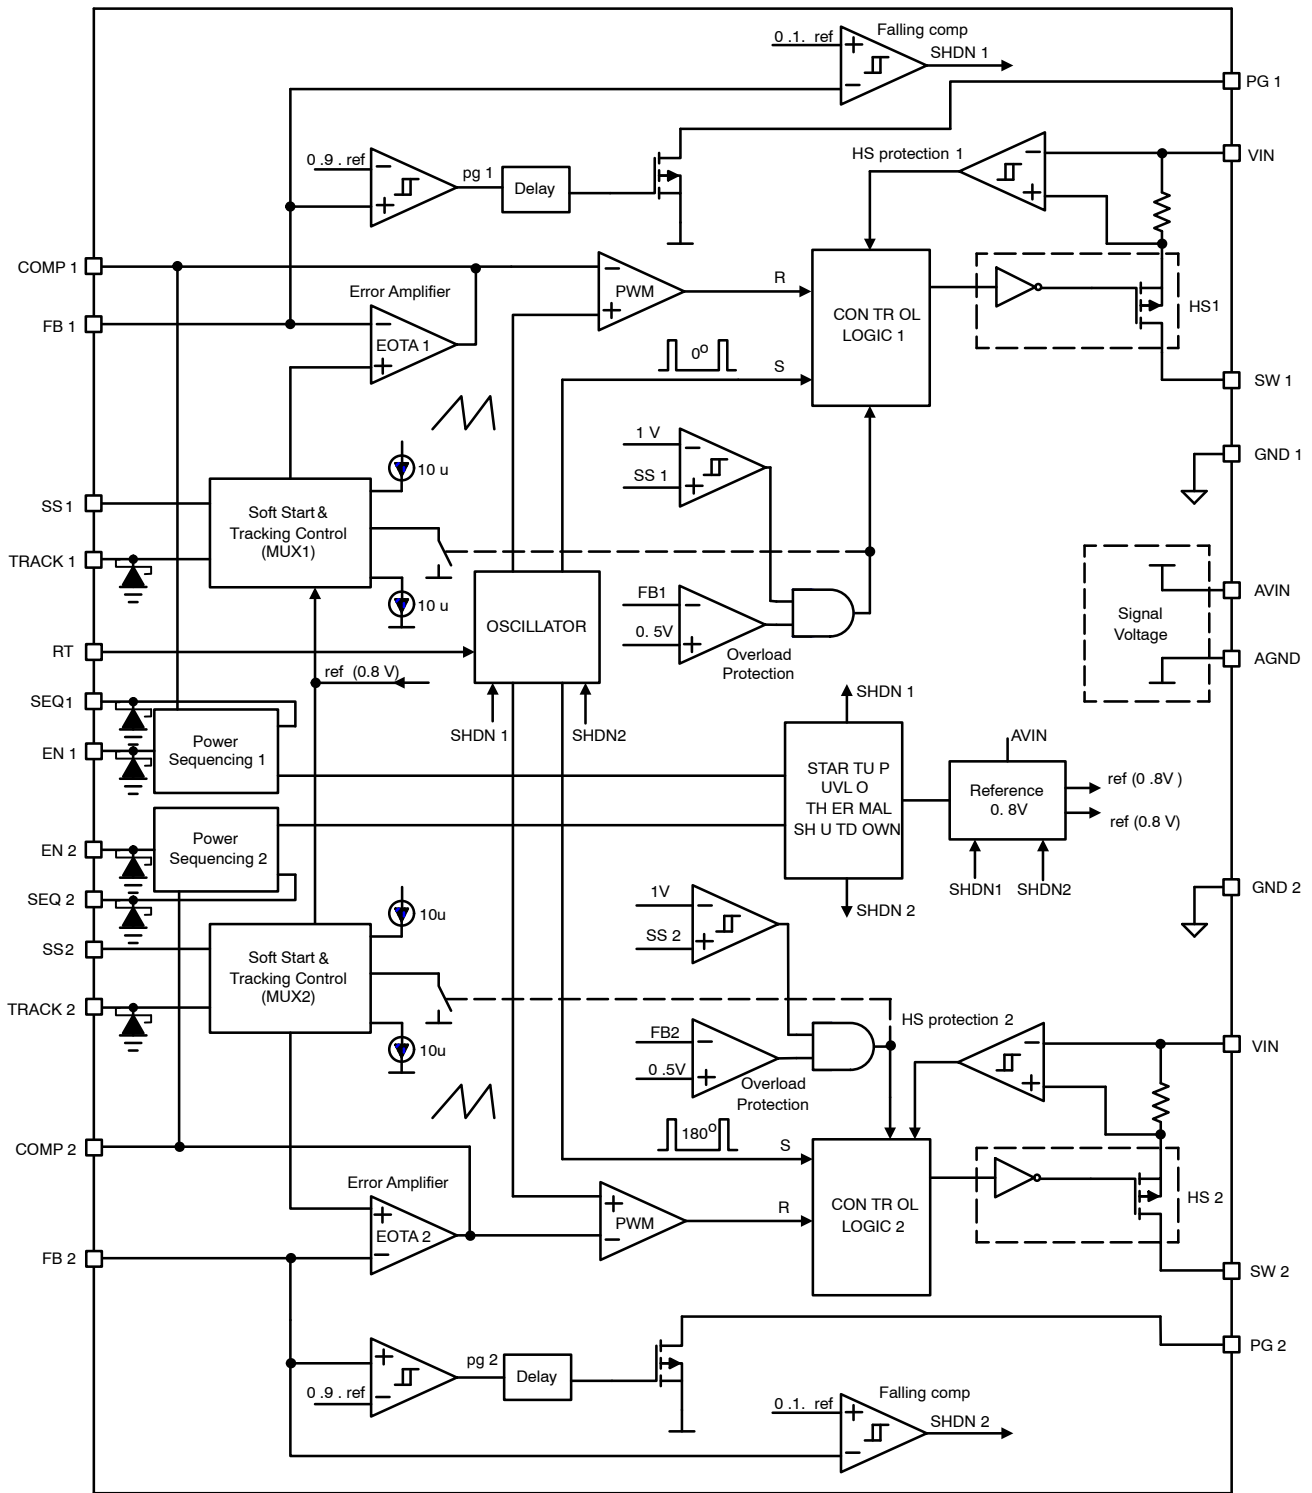 Falling comp
0 .1. ref
SHDN 1
PG 1
0 .9 . ref
pg 1
Delay
HS protection 1
VIN
COMP 1
PWM
R
CON TR OL
LOGIC 1
HS1
FB 1
Error Amplifier
EOTA 1
0o
S
SW 1
1 V
SS 1
10 u
GND 1
SS 1
Soft Start &
Tracking Control
(MUX1)
TRACK 1
10 u
OSCILLATOR
FB1
0. 5V
Overload
Protection
Signal
Voltage
AVIN
AGND
RT
ref (0.8 V)
SEQ1
SHDN 1
SHDN2
SHDN 1
EN 1
Power
Sequencing 1
STAR TU P
UVL O
TH ER MAL
SH U TD OWN
AVIN
Reference
0. 8V
ref (0 .8V )
ref (0.8 V)
EN 2
Power
Sequencing 2
SEQ 2
SHDN1
SHDN2
SHDN 2
GND 2
1V
SS 2
10u
SS2
Soft Start &
Tracking Control
(MUX2)
TRACK 2
10u
FB2
0 .5V
Overload
Protection
HS protection 2
VIN
180o
S
COMP 2
Error Amplifier
EOTA 2
PWM
R
CON TR OL
LOGIC 2
HS 2
FB 2
SW 2
PG 2
pg 2
Delay
0 .9 . ref
Falling comp
0 .1. ref
SHDN 2